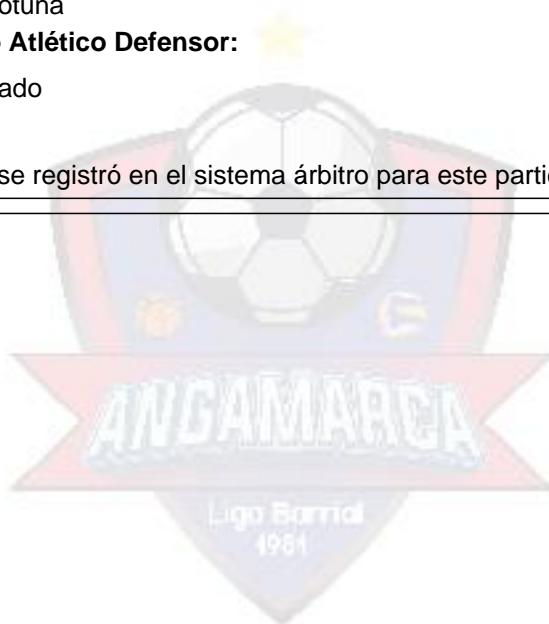 otuna
Atlético Defensor:
ado
se registró en el sistema árbitro para este parti
ANGAMARCA
Liga Barrial
1981